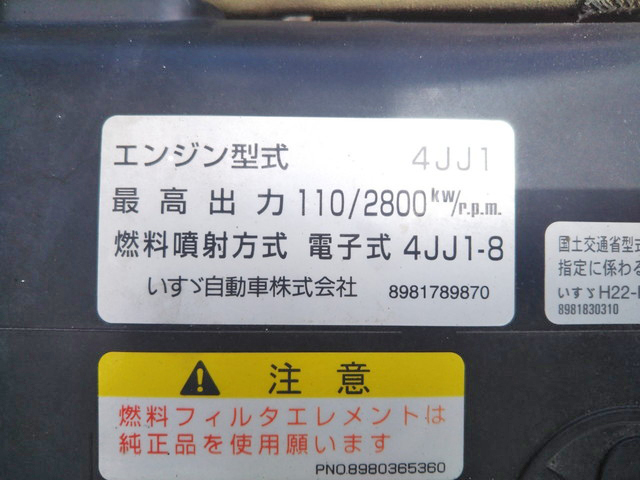 エンジン型式 4JJ1
最高出力 110/2800kw/r.p.m.
燃料噴射方式 電子式 4JJ1-8
いすゞ自動車株式会社 8981789870
国土交通省型式
指定に係わる
いすゞH22-
8981830310
注意
燃料フィルタエレメントは
純正品を使用願います
PNO.8980365360